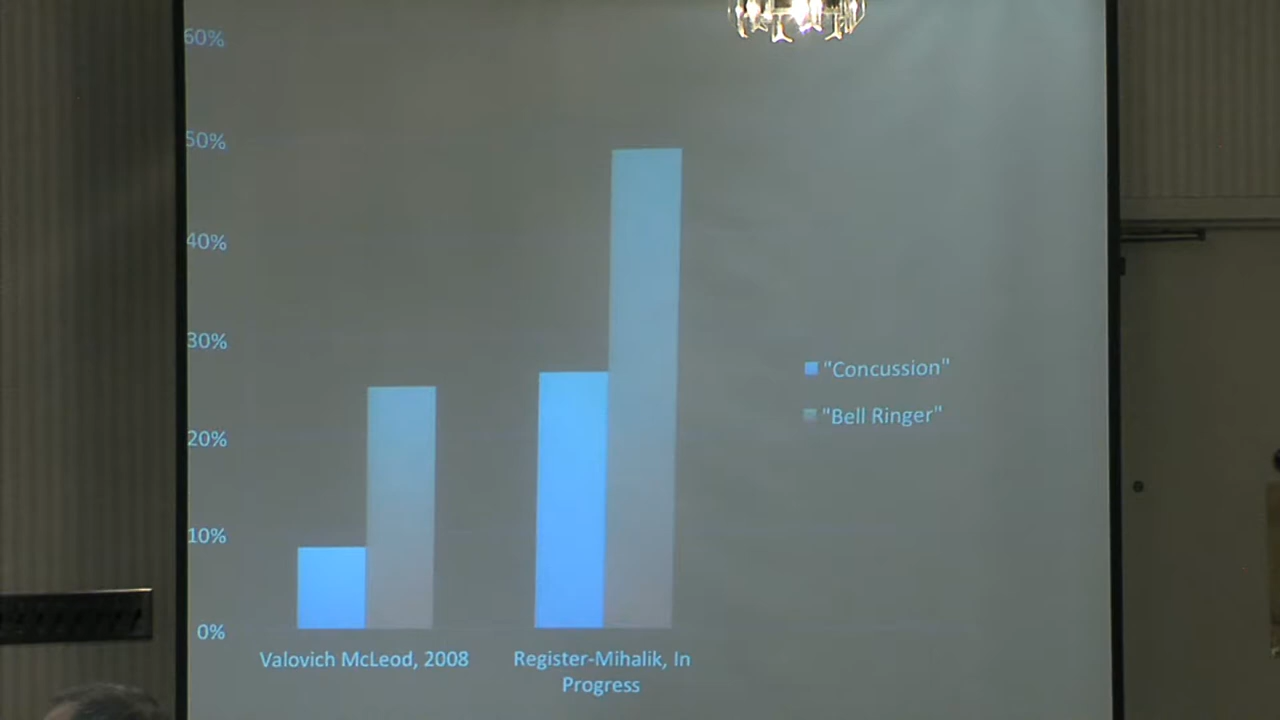 60%
50%
40%
30%
20%
10%
0%
Valovich McLeod, 2008
Register-Mihalik, In
Progress
"Concussion"
"Bell Ringer"